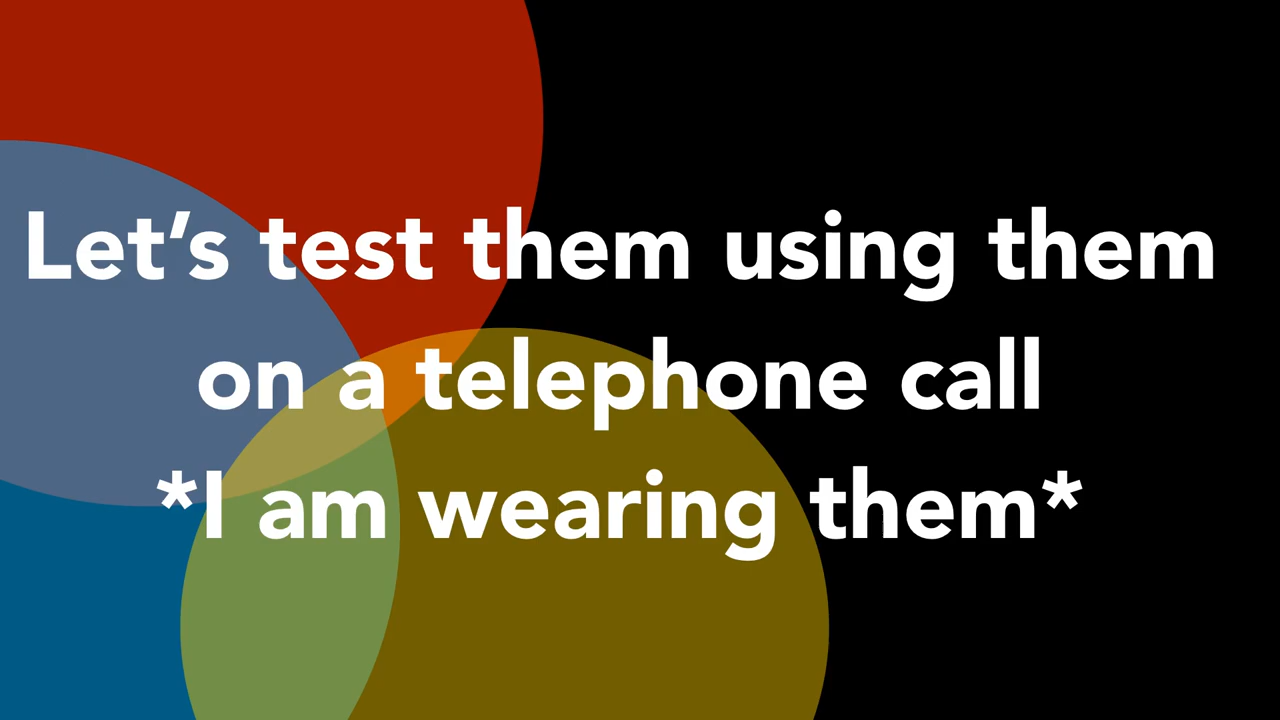 Let’s test them using them
on a telephone call
*I am wearing them*